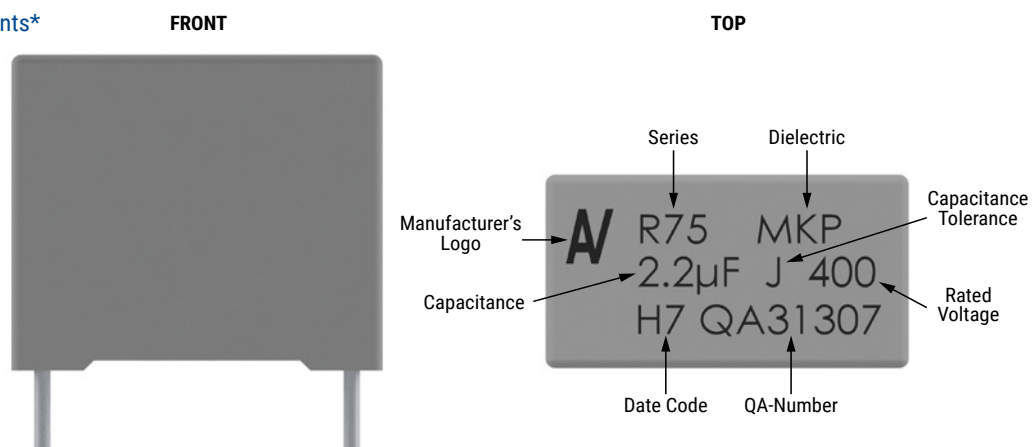 nts*
FRONT
TOP
Series
Dielectric
Manufacturer's
Logo
Capacitance
Tolerance
R75 MKP
2.2µF J 400
H7 QA31307
Capacitance
Rated
Voltage
Date Code
QA-Number